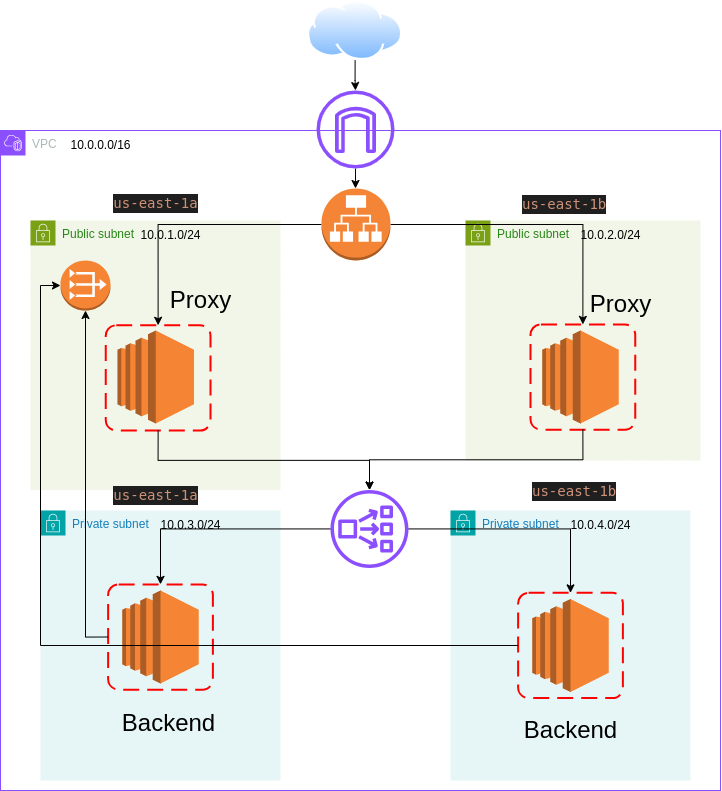 VPC 10.0.0.0/16
us-east-1a
us-east-1b
Public subnet 10.0.1.0/24
Public subnet 10.0.2.0/24
Proxy
Proxy
us-east-1a
us-east-1b
Private subnet 10.0.3.0/24
Private subnet 10.0.4.0/24
Backend
Backend